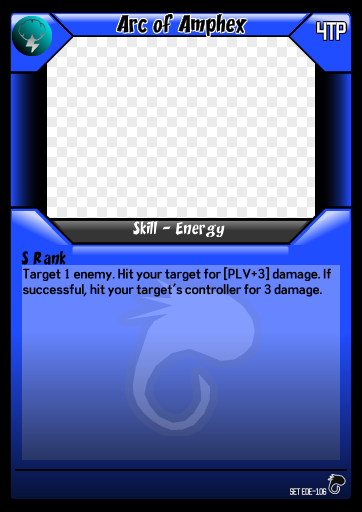 Arc of Amphex
4TP
Skill - Energy
S Rank
Target 1 enemy. Hit your target for [PLV+3] damage. If
successful, hit your target's controller for 3 damage.
SET EDE-106